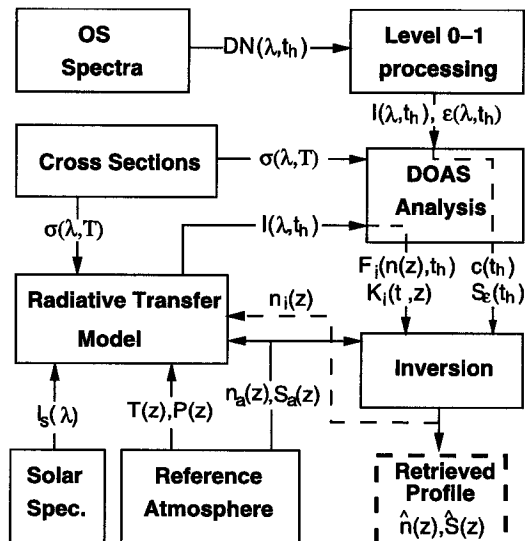 OS
Spectra
DN(λ,tₕ)
Level 0–1
processing
I(λ,tₕ), ε(λ,tₕ)
Cross Sections
σ(λ,T)
DOAS
Analysis
σ(λ,T)
I(λ,tₕ)
Fᵢ(n(z),tₕ)
Kᵢ(t ,z)
c(tₕ)
Sε(tₕ)
Radiative Transfer
Model
nᵢ(z)
Inversion
nₐ(z),Sₐ(z)
Iₛ(λ)
T(z),P(z)
Solar
Spec.
Reference
Atmosphere
Retrieved
Profile
n̂(z),Ŝ(z)